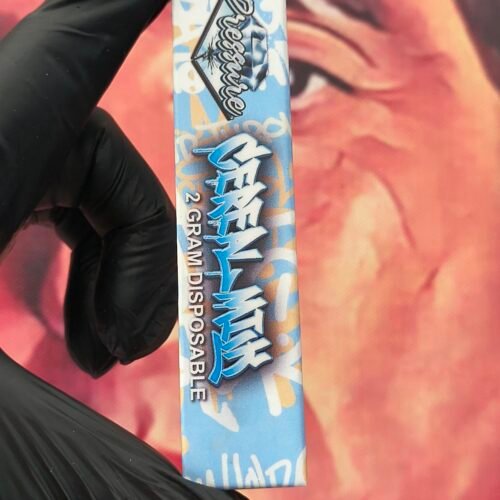 Pressure
CEREAL MILK
2 GRAM DISPOSABLE